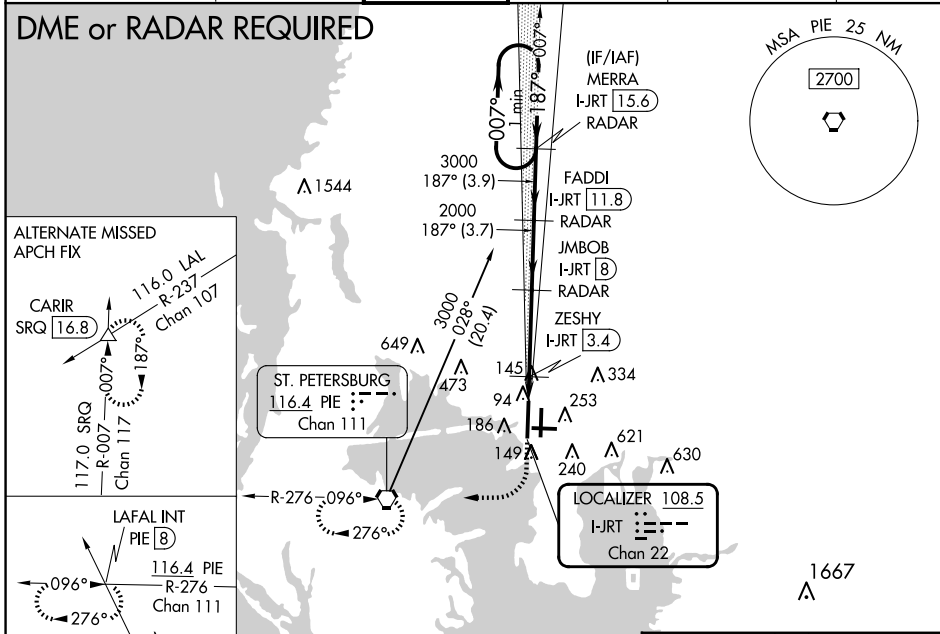 DME or RADAR REQUIRED
MSA PIE 25 NM
2700
(IF/IAF)
MERRA
I-JRT 15.6
RADAR
007°
187°
007°
1 min
3000
187° (3.9)
FADDI
I-JRT 11.8
RADAR
2000
187° (3.7)
JMBOB
I-JRT 8
RADAR
ZESHY
I-JRT 3.4
1544
ALTERNATE MISSED
APCH FIX
116.0 LAL
R-237
Chan 107
CARIR
SRQ 16.8
007°
187°
117.0 SRQ
R-007
Chan 117
3000
028°
(20.4)
649
473
145
334
94
253
186
149
240
621
630
ST. PETERSBURG
116.4 PIE
Chan 111
R-276
096°
276°
LOCALIZER 108.5
I-JRT
Chan 22
LAFAL INT
PIE 8
116.4 PIE
R-276
Chan 111
096°
276°
1667